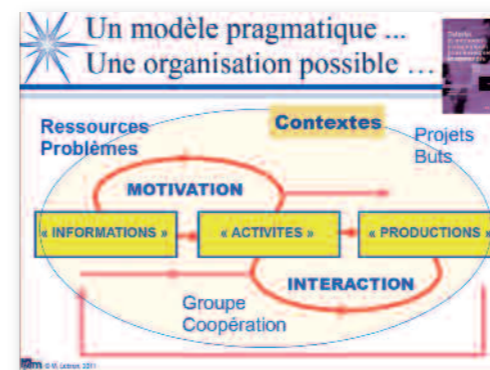 Un modèle pragmatique ...
Une organisation possible ...
Ressources
Problèmes
Contextes
Projets
Buts
MOTIVATION
« INFORMATIONS »
« ACTIVITES »
« PRODUCTIONS »
INTERACTION
Groupe
Coopération